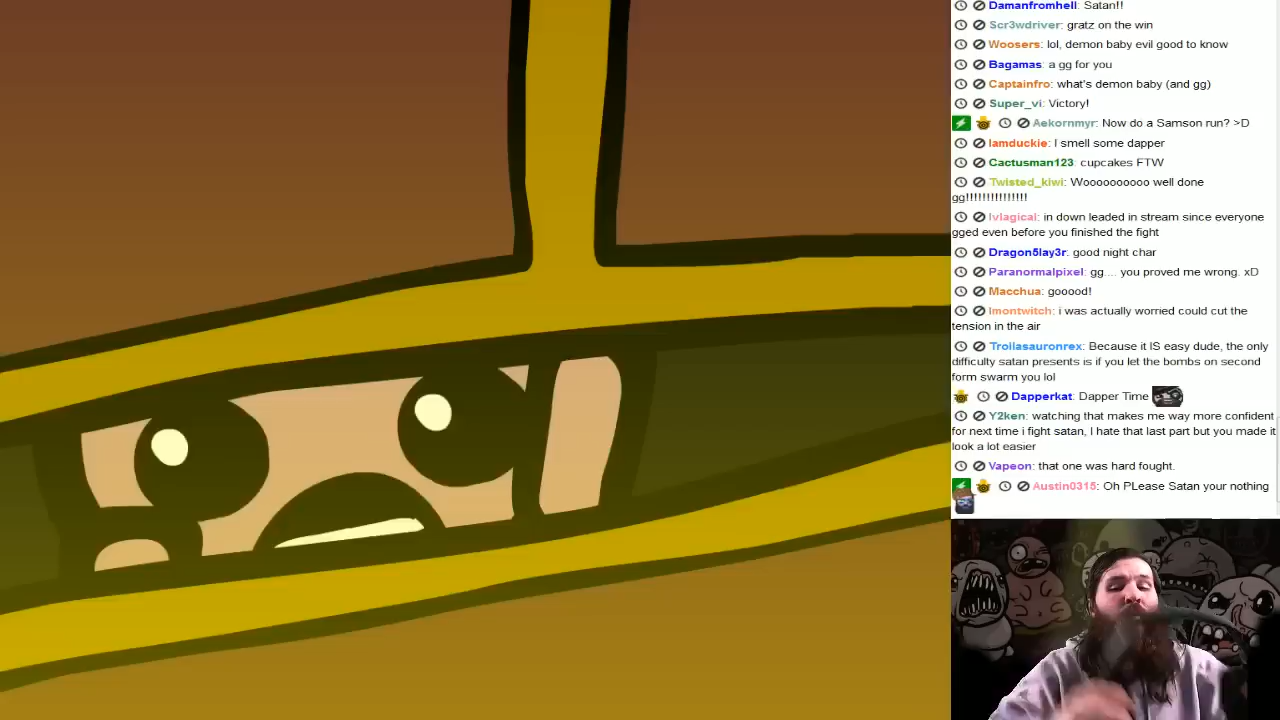 Damanfromhell: Satan!!
Scr3wdriver: gratz on the win
Woosers: lol, demon baby evil good to know
Bagamas: a gg for you
Captainfro: what's demon baby (and gg)
Super_vi: Victory!
Aekornmyr: Now do a Samson run? >D
Iamduckie: I smell some dapper
Cactusman123: cupcakes FTW
Twisted_kiwi: Woooooooooo well done
gg!!!!!!!!!!!!!!!
Ivlagical: in down leaded in stream since everyone
gged even before you finished the fight
Dragon5lay3r: good night char
Paranormalpixel: gg.... you proved me wrong. xD
Macchua: gooood!
Imontwitch: i was actually worried could cut the
tension in the air
Trollasauronrex: Because it IS easy dude, the only
difficulty satan presents is if you let the bombs on second
form swarm you lol
Dapperkat: Dapper Time
Y2ken: watching that makes me way more confident
for next time i fight satan, I hate that last part but you made it
look a lot easier
Vapeon: that one was hard fought.
Austin0315: Oh PLease Satan your nothing